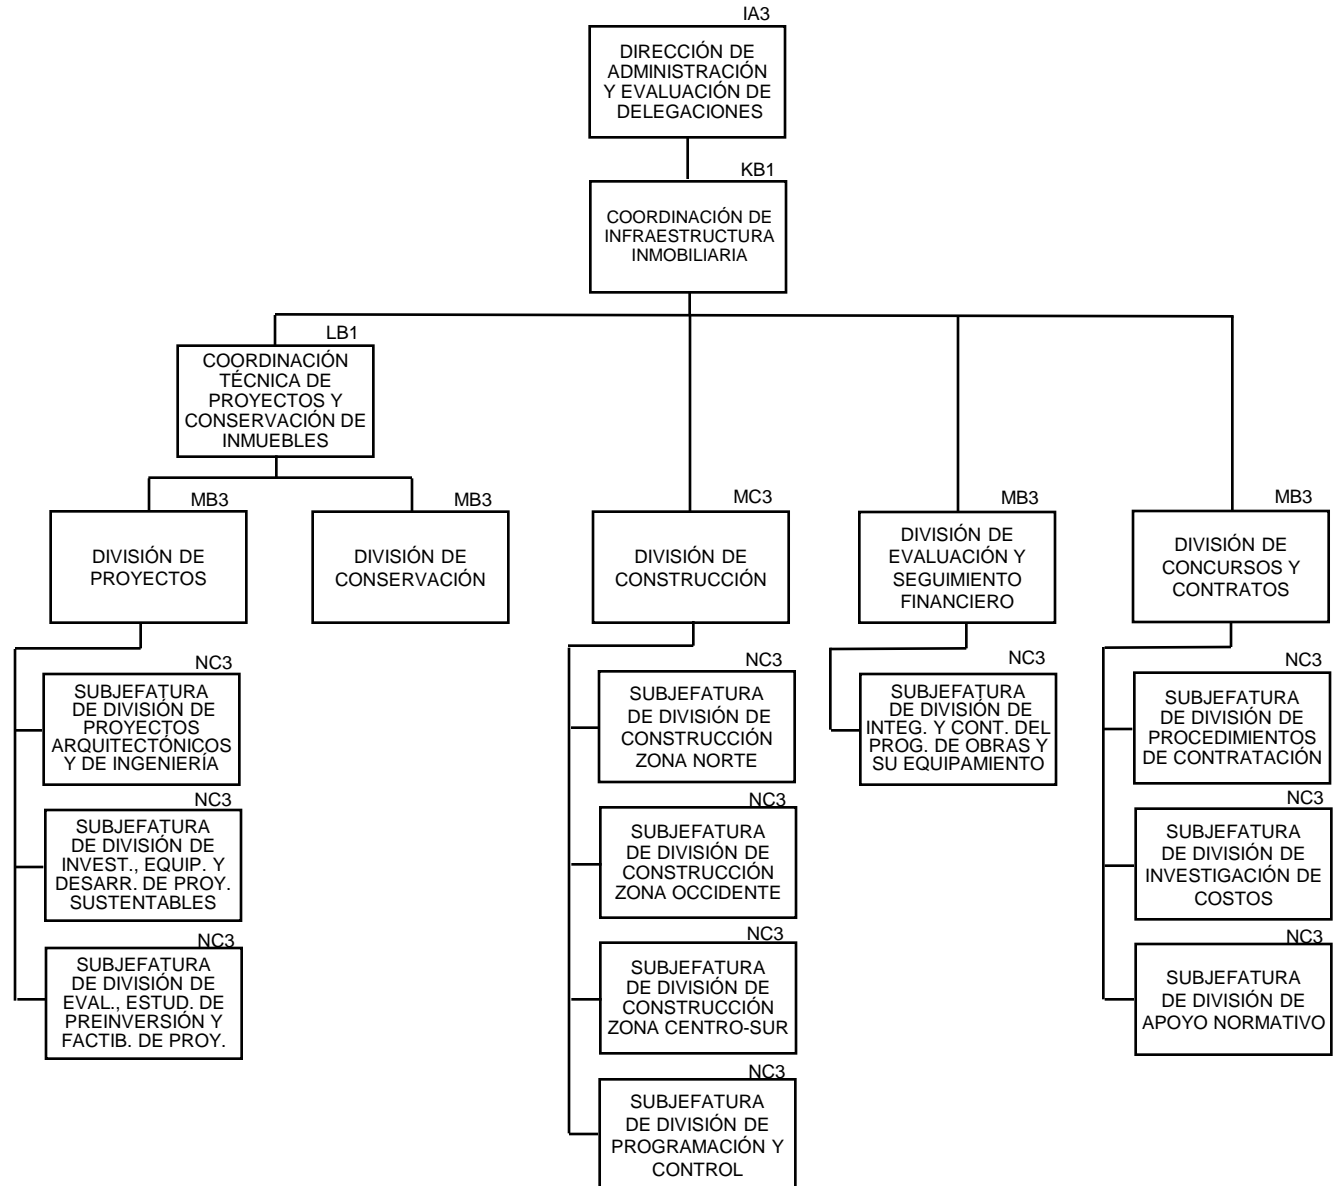 IA3
DIRECCIÓN DE
ADMINISTRACIÓN
Y EVALUACIÓN DE
DELEGACIONES
KB1
COORDINACIÓN DE
INFRAESTRUCTURA
INMOBILIARIA
LB1
COORDINACIÓN
TÉCNICA DE
PROYECTOS Y
CONSERVACIÓN DE
INMUEBLES
MB3
DIVISIÓN DE
PROYECTOS
MB3
DIVISIÓN DE
CONSERVACIÓN
MC3
DIVISIÓN DE
CONSTRUCCIÓN
MB3
DIVISIÓN DE
EVALUACIÓN Y
SEGUIMIENTO
FINANCIERO
MB3
DIVISIÓN DE
CONCURSOS Y
CONTRATOS
NC3
SUBJEFATURA
DE DIVISIÓN DE
PROYECTOS
ARQUITECTÓNICOS
Y DE INGENIERÍA
NC3
SUBJEFATURA
DE DIVISIÓN DE
INVEST., EQUIP. Y
DESARR. DE PROY.
SUSTENTABLES
NC3
SUBJEFATURA
DE DIVISIÓN DE
EVAL., ESTUD. DE
PREINVERSIÓN Y
FACTIB. DE PROY.
NC3
SUBJEFATURA
DE DIVISIÓN DE
CONSTRUCCIÓN
ZONA NORTE
NC3
SUBJEFATURA
DE DIVISIÓN DE
CONSTRUCCIÓN
ZONA OCCIDENTE
NC3
SUBJEFATURA
DE DIVISIÓN DE
CONSTRUCCIÓN
ZONA CENTRO-SUR
NC3
SUBJEFATURA
DE DIVISIÓN DE
PROGRAMACIÓN Y
CONTROL
NC3
SUBJEFATURA
DE DIVISIÓN DE
INTEG. Y CONT. DEL
PROG. DE OBRAS Y
SU EQUIPAMIENTO
NC3
SUBJEFATURA
DE DIVISIÓN DE
PROCEDIMIENTOS
DE CONTRATACIÓN
NC3
SUBJEFATURA
DE DIVISIÓN DE
INVESTIGACIÓN DE
COSTOS
NC3
SUBJEFATURA
DE DIVISIÓN DE
APOYO NORMATIVO